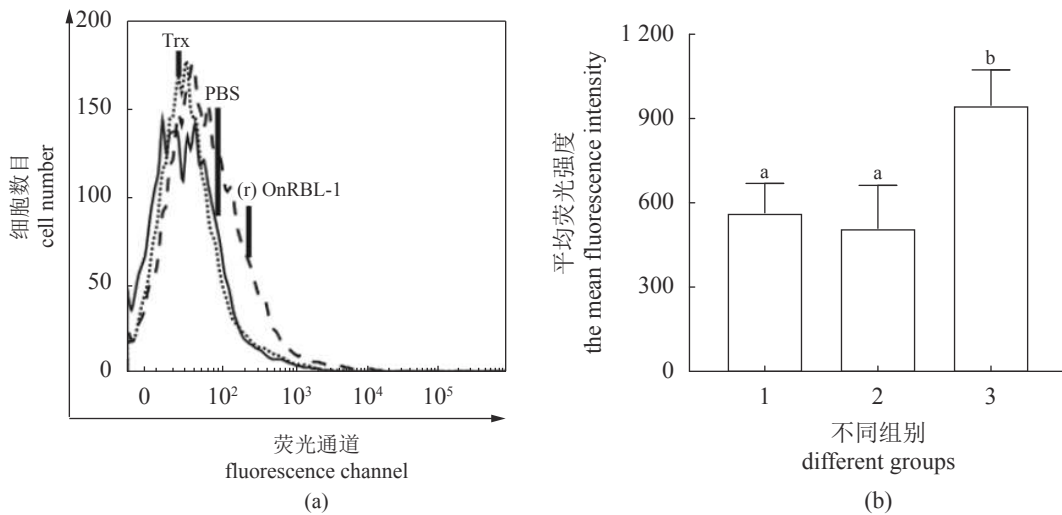 200
150
100
50
0
细胞数目
cell number
Trx
PBS
(r) OnRBL-1
0 10² 10³ 10⁴ 10⁵
荧光通道
fluorescence channel
(a)
1 200
900
600
300
0
平均荧光强度
the mean fluorescence intensity
a a b
1 2 3
不同组别
different groups
(b)